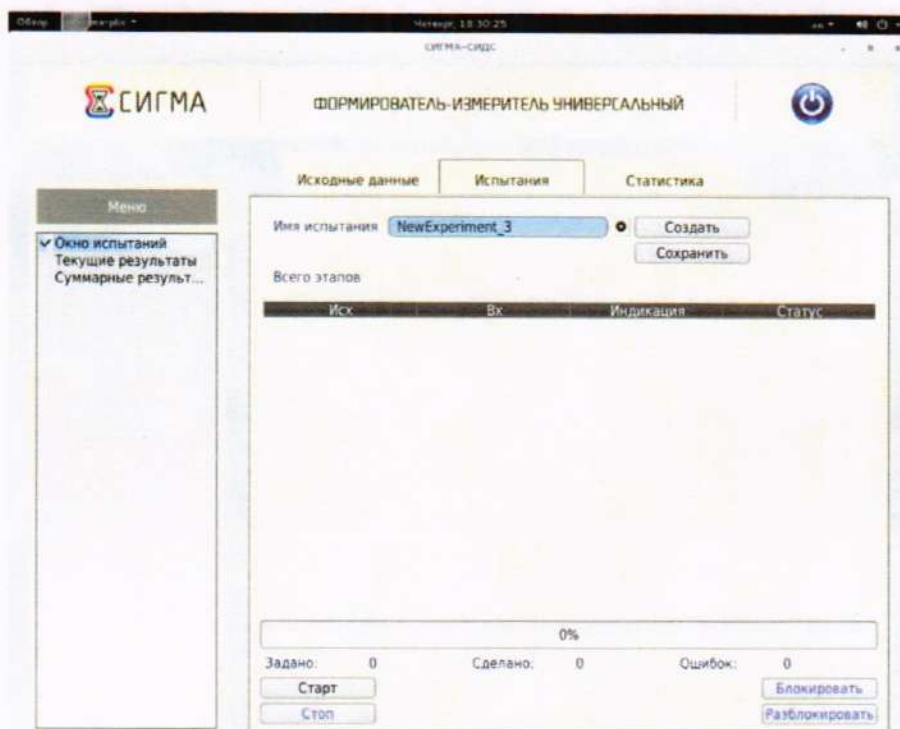 Обзор
Четверг, 18:30:25
СИГМА-СИДС
СИГМА
ФОРМИРОВАТЕЛЬ-ИЗМЕРИТЕЛЬ УНИВЕРСАЛЬНЫЙ
Исходные данные Испытания Статистика
Меню
Окно испытаний
Текущие результаты
Суммарные результ...
Имя испытания NewExperiment_3 Создать
Сохранить
Всего этапов
Исх Вх Индикация Статус
0%
Задано: 0 Сделано: 0 Ошибок: 0
Старт Блокировать
Стоп Разблокировать